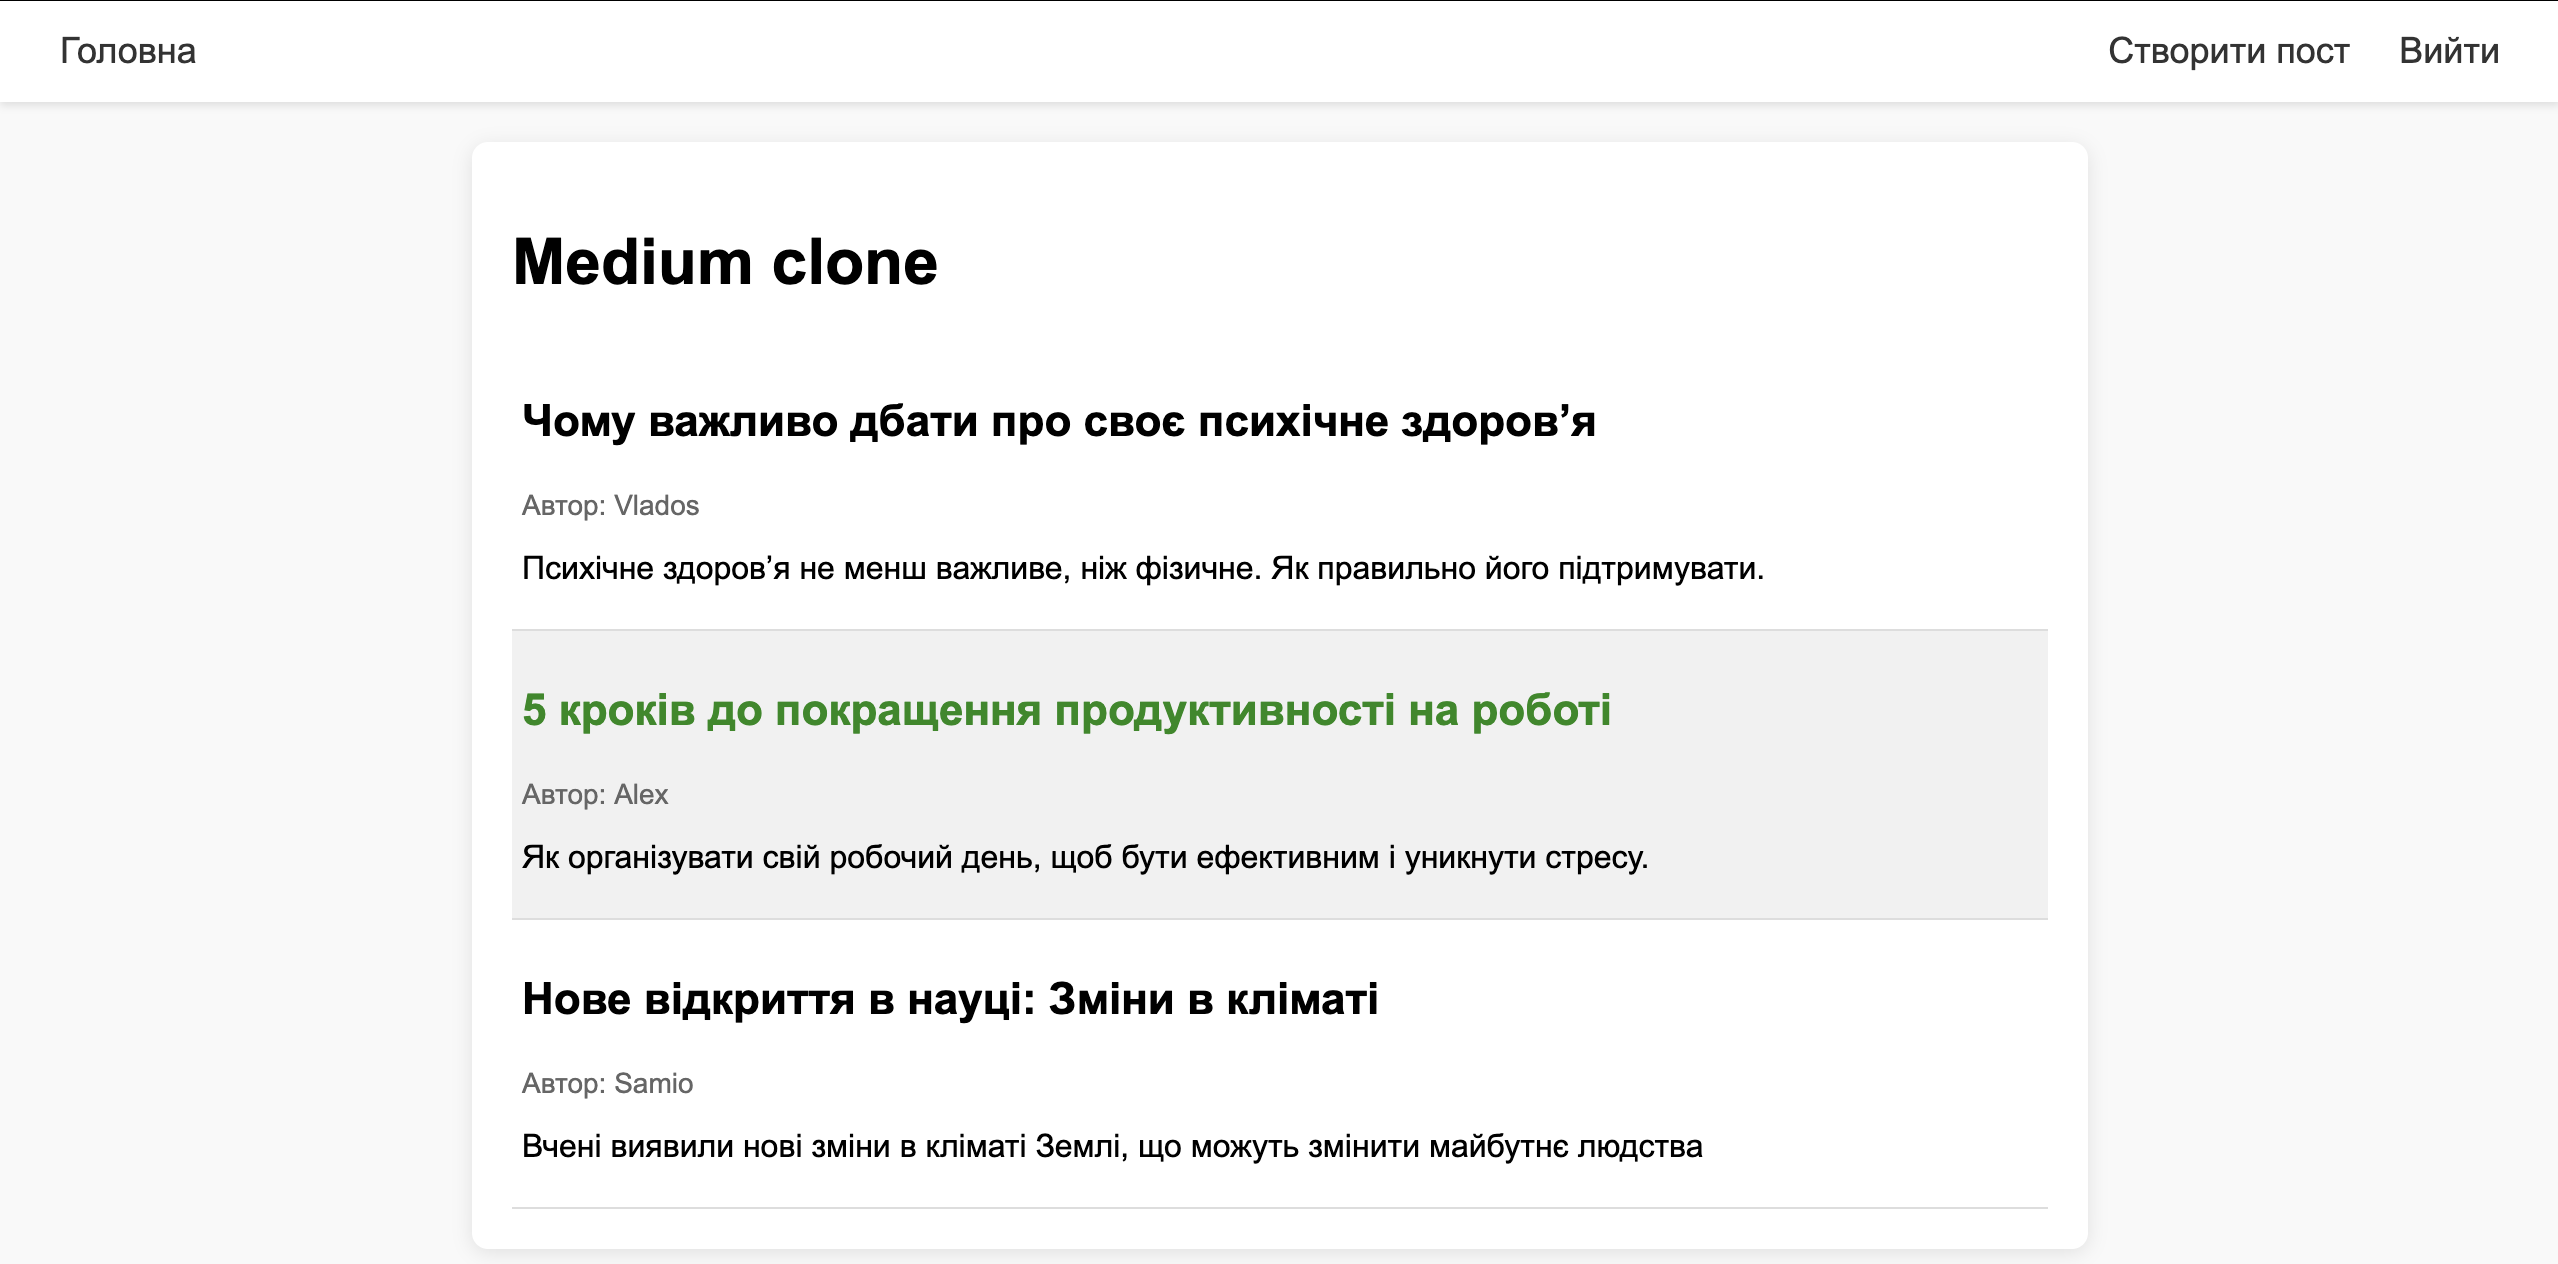 Головна
Створити пост
Вийти
Medium clone
Чому важливо дбати про своє психічне здоров’я
Автор: Vlados
Психічне здоров’я не менш важливе, ніж фізичне. Як правильно його підтримувати.
5 кроків до покращення продуктивності на роботі
Автор: Alex
Як організувати свій робочий день, щоб бути ефективним і уникнути стресу.
Нове відкриття в науці: Зміни в кліматі
Автор: Samio
Вчені виявили нові зміни в кліматі Землі, що можуть змінити майбутнє людства